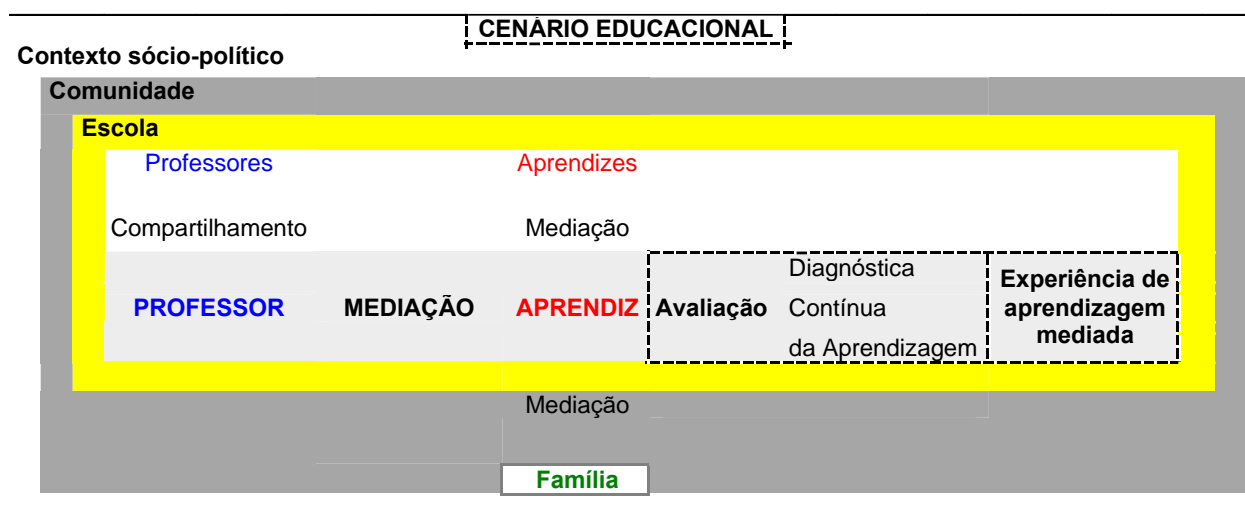 CENÁRIO EDUCACIONAL
Contexto sócio-político
Comunidade
Escola
Professores Aprendizes
Compartilhamento Mediação
PROFESSOR MEDIAÇÃO APRENDIZ Avaliação
Diagnóstica
Contínua
da Aprendizagem
Experiência de
aprendizagem
mediada
Mediação
Família